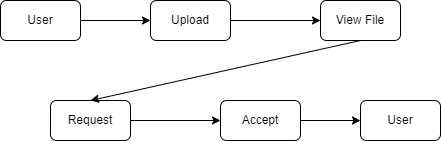 User
Upload
View File
Request
Accept
User